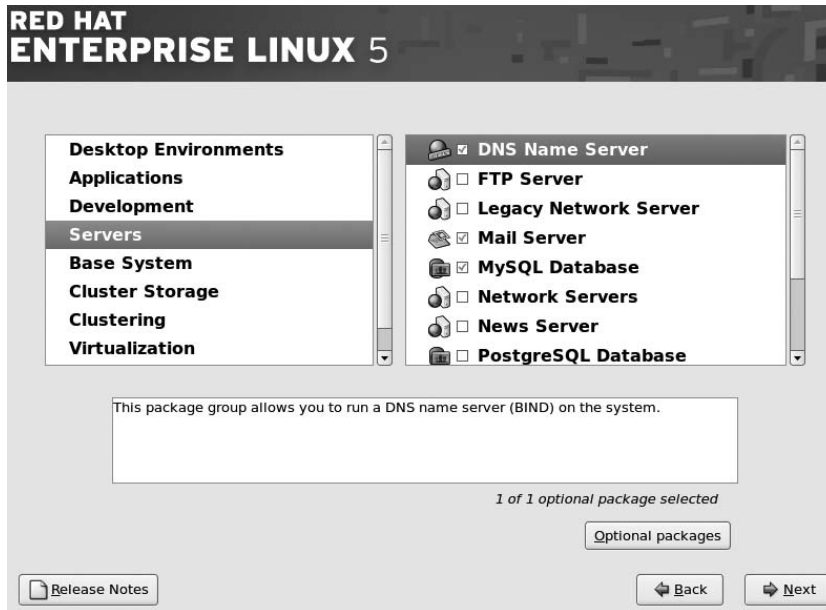 RED HAT
ENTERPRISE LINUX 5
Desktop Environments
Applications
Development
Servers
Base System
Cluster Storage
Clustering
Virtualization
DNS Name Server
FTP Server
Legacy Network Server
Mail Server
MySQL Database
Network Servers
News Server
PostgreSQL Database
This package group allows you to run a DNS name server (BIND) on the system.
1 of 1 optional package selected
Optional packages
Release Notes
Back
Next